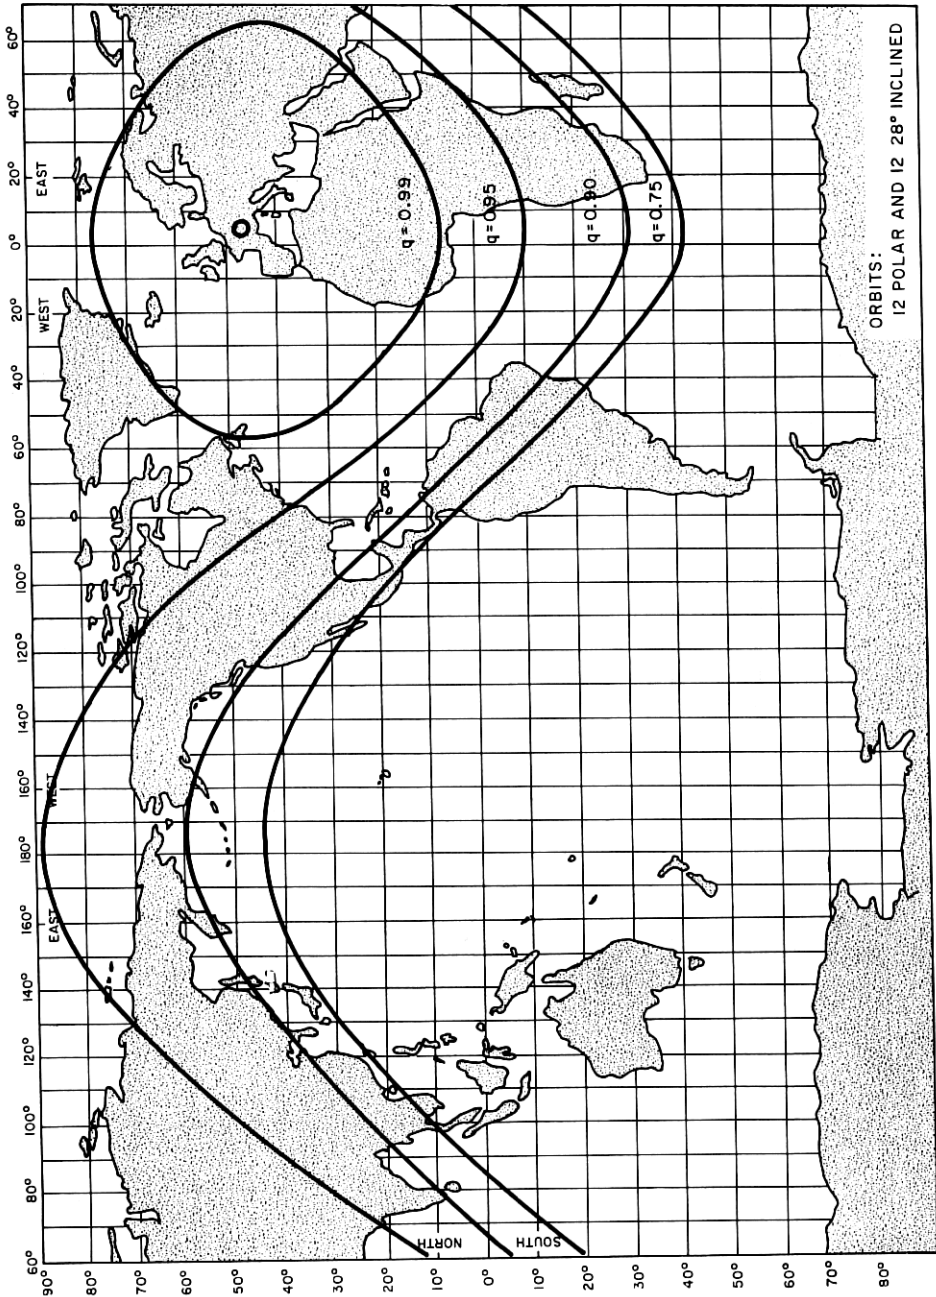 60° 80° 100° 120° 140° 160° 180° 160° 140° 120° 100° 80° 60° 40° 20° 0° 20° 40° 60°
EAST WEST WEST EAST
90°
80°
70°
60°
50°
40°
30°
20°
10°
0°
10°
20°
30°
40°
50°
60°
70°
80°
NORTH
SOUTH
q = 0.99
q = 0.95
q = 0.90
q = 0.75
ORBITS:
12 POLAR AND 12 28° INCLINED